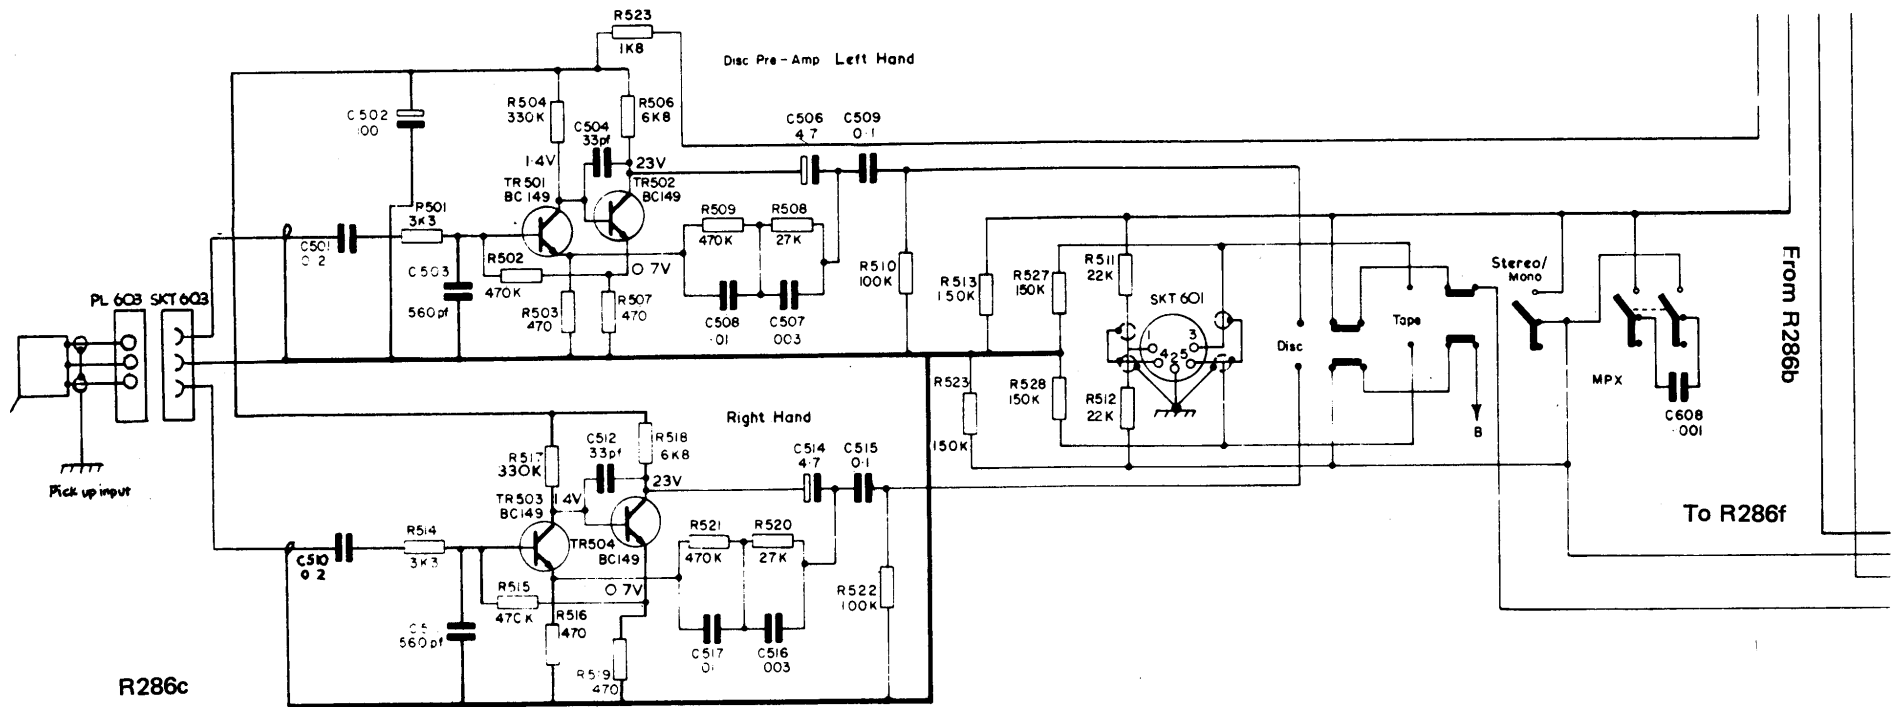 R523
1K8
Disc Pre-Amp Left Hand
C502
100
R504
330K
R506
6K8
C504
33pf
C506
4.7
C509
0.1
1.4V
23V
TR501
BC149
TR502
BC149
R501
3K3
C501
0.2
C503
560pf
R502
470K
0.7V
R503
470
R507
470
R509
470K
R508
27K
C508
.01
C507
.003
R510
100K
R513
150K
R527
150K
R511
22K
SKT 601
1
3
4
2
5
R523
150K
R528
150K
R512
22K
Disc
Tape
B
Stereo/
Mono
MPX
C608
.001
From R286b
To R286f
PL 603
SKT 603
Pick up input
Right Hand
R517
330K
C512
33pf
R518
6K8
C514
4.7
C515
0.1
TR503
BC149
1.4V
23V
TR504
BC149
C510
0.2
R514
3K3
R515
470K
0.7V
560pf
R516
470
R519
470
R521
470K
R520
27K
C517
.01
C516
.003
R522
100K
R286c